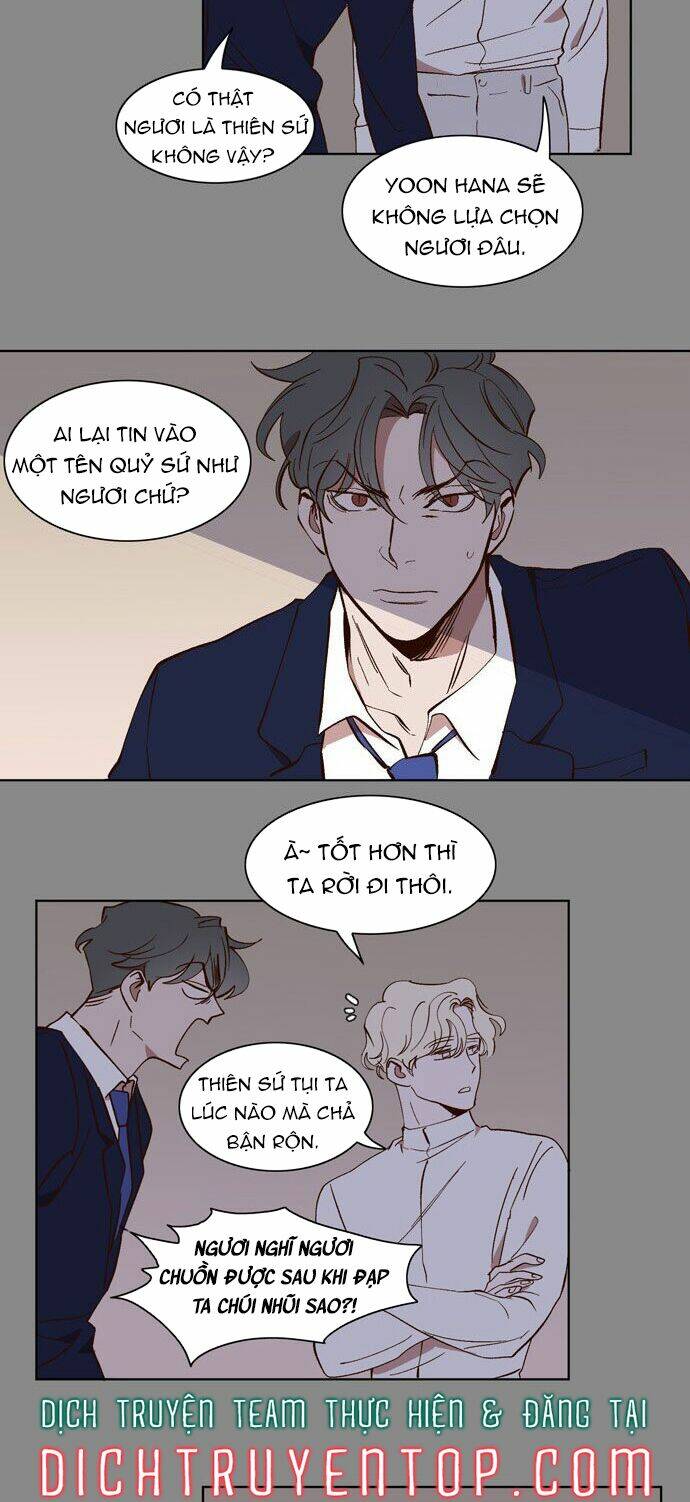 CÓ THẬT
NGƯƠI LÀ THIÊN SỨ
KHÔNG VẬY?
YOON HANA SẼ
KHÔNG LỰA CHỌN
NGƯƠI ĐÂU.
AI LẠI TIN VÀO
MỘT TÊN QUỶ SỨ NHƯ
NGƯƠI CHỨ?
À~ TỐT HƠN THÌ
TA RỜI ĐI THÔI.
THIÊN SỨ TỤI TA
LÚC NÀO MÀ CHẢ
BẬN RỘN.
NGƯƠI NGHĨ NGƯƠI
CHUỒN ĐƯỢC SAU KHI ĐẠP
TA CHÚI NHŨI SAO?!
DỊCH TRUYỆN TEAM THỰC HIỆN & ĐĂNG TẠI
DICHTRUYENTOP.COM